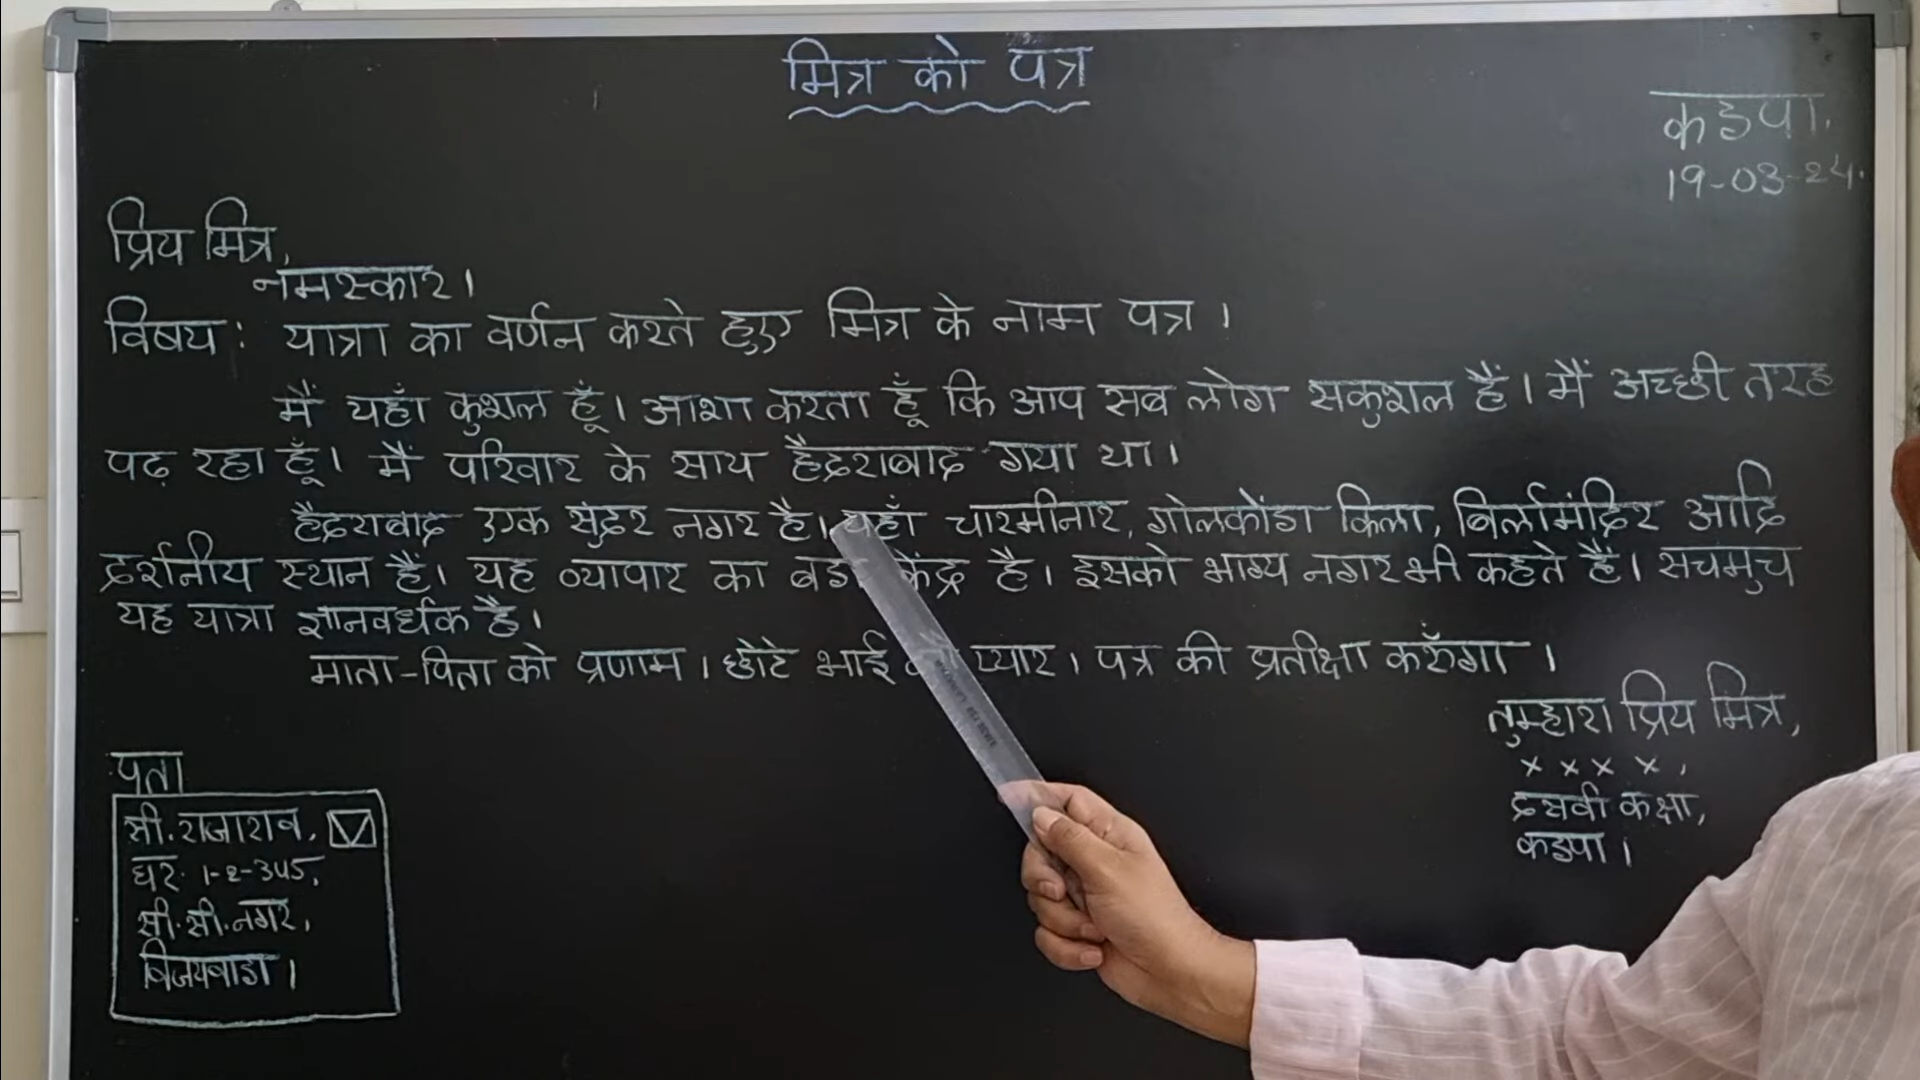 मित्र को पत्र
कडपा.
19-03-24.
प्रिय मित्र,
नमस्कार।
विषय: यात्रा का वर्णन करते हुए मित्र के नाम पत्र।
मैं यहाँ कुशल हूँ। आशा करता हूँ कि आप सब लोग सकुशल हैं। मैं अच्छी तरह
पढ़ रहा हूँ। मैं परिवार के साथ हैदराबाद गया था।
हैदराबाद एक सुंदर नगर है। यहाँ चारमीनार, गोलकोंडा किला, बिर्लामंदिर आदि
दर्शनीय स्थान हैं। यह व्यापार का बडा केंद्र है। इसको भाग्य नगर भी कहते हैं। सचमुच
यह यात्रा ज्ञानवर्धक है।
माता-पिता को प्रणाम। छोटे भाई प्यार। पत्र की प्रतीक्षा करुँगा।
तुम्हारा प्रिय मित्र,
× × × ×,
दसवी कक्षा,
कडपा।
पता
सी. राजाराव,
घर. 1-2-345,
सी. सी. नगर,
विजयवाडा।